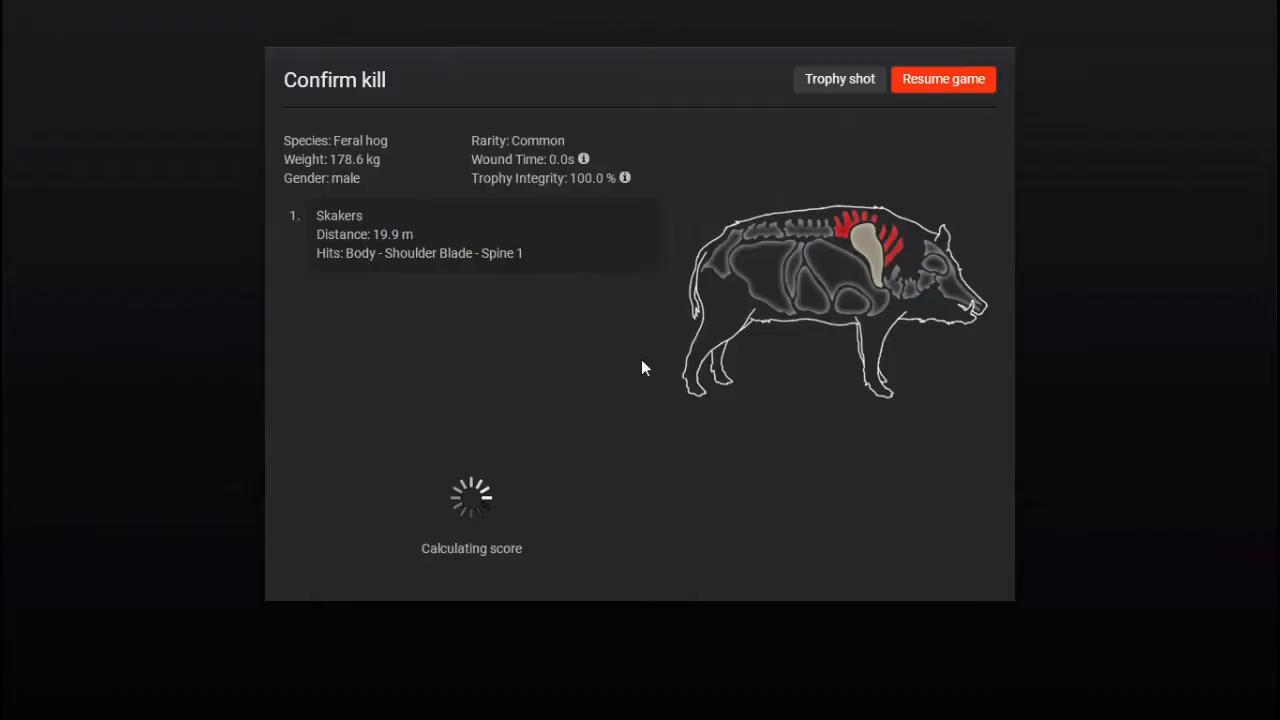 Confirm kill
Trophy shot
Resume game
Species: Feral hog
Rarity: Common
Weight: 178.6 kg
Wound Time: 0.0s
Gender: male
Trophy Integrity: 100.0 %
1.
Skakers
Distance: 19.9 m
Hits: Body - Shoulder Blade - Spine 1
Calculating score